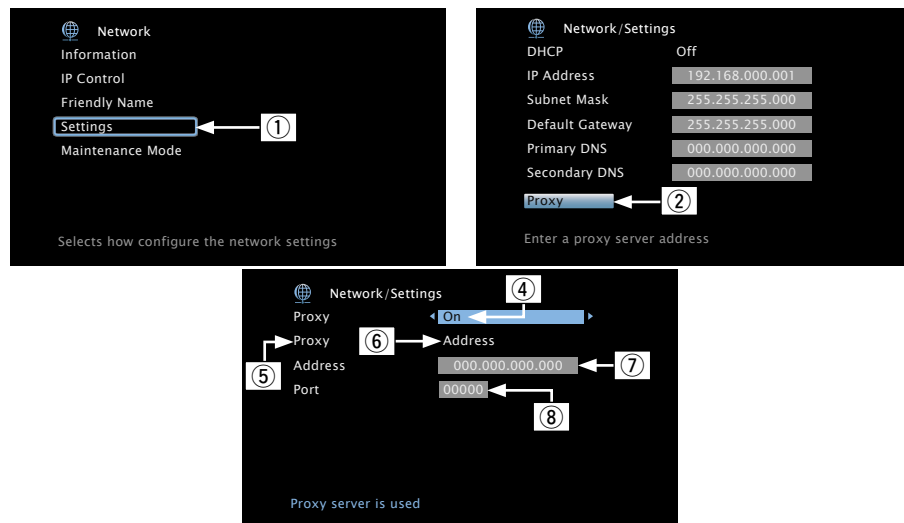 Network
Information
IP Control
Friendly Name
Settings
①
Maintenance Mode
Selects how configure the network settings
Network/Settings
DHCP Off
IP Address 192.168.000.001
Subnet Mask 255.255.255.000
Default Gateway 255.255.255.000
Primary DNS 000.000.000.000
Secondary DNS 000.000.000.000
Proxy ②
Enter a proxy server address
Network/Settings ④
Proxy On
Proxy ⑥ Address
⑤ Address 000.000.000.000 ⑦
Port 00000
⑧
Proxy server is used